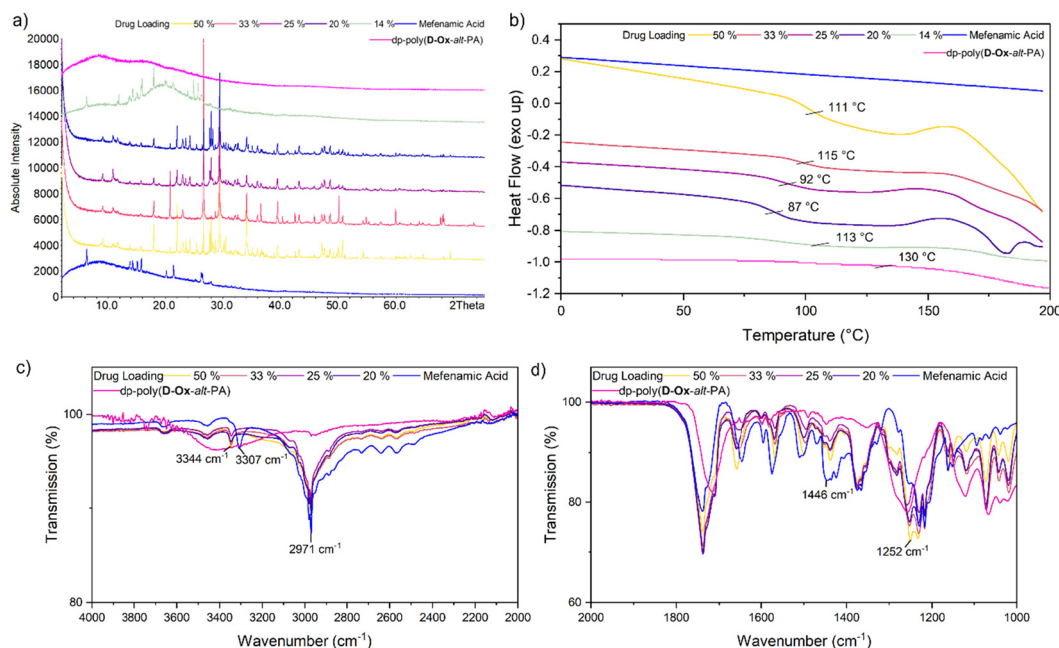 a)
Drug Loading 50 % 33 % 25 % 20 % 14 % Mefenamic Acid
dp-poly(D-Ox-alt-PA)
Absolute Intensity
20000
18000
16000
14000
12000
10000
8000
6000
4000
2000
0
10.0 20.0 30.0 40.0 50.0 60.0 2Theta
b)
Drug Loading 50 % 33 % 25 % 20 % 14 % Mefenamic Acid
dp-poly(D-Ox-alt-PA)
Heat Flow (exo up)
0.4
0.2
0.0
-0.2
-0.4
-0.6
-0.8
-1.0
-1.2
111 °C
115 °C
92 °C
87 °C
113 °C
130 °C
0 50 100 150 200
Temperature (°C)
c)
Drug Loading 50 % 33 % 25 % 20 % Mefenamic Acid
dp-poly(D-Ox-alt-PA)
Transmission (%)
100
80
3344 cm-1
3307 cm-1
2971 cm-1
4000 3800 3600 3400 3200 3000 2800 2600 2400 2200 2000
Wavenumber (cm-1)
d)
Drug Loading 50 % 33 % 25 % 20 % Mefenamic Acid
dp-poly(D-Ox-alt-PA)
Transmission (%)
100
80
60
1446 cm-1
1252 cm-1
2000 1800 1600 1400 1200 1000
Wavenumber (cm-1)